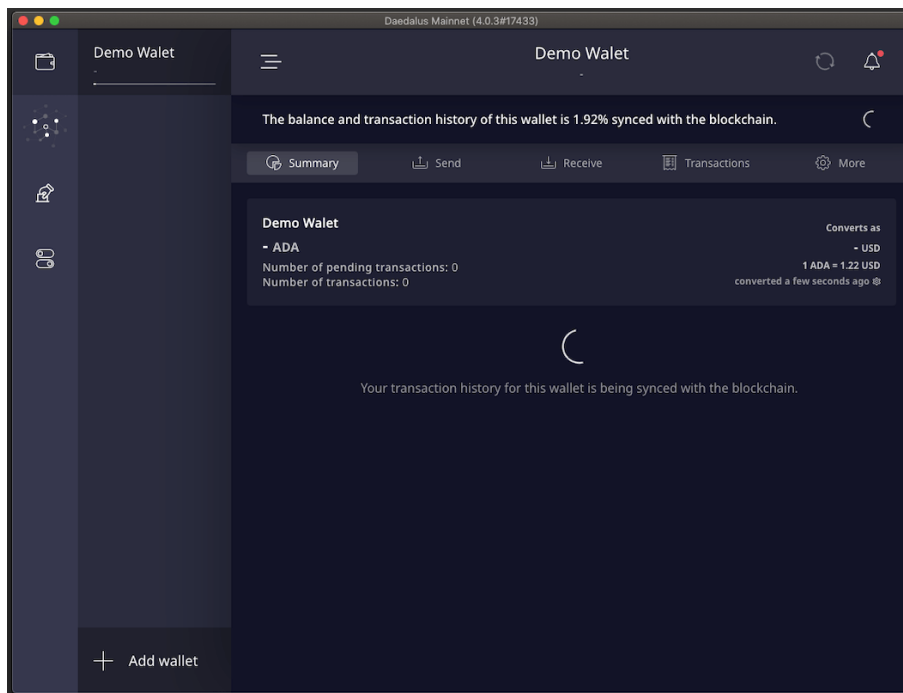 Daedalus Mainnet (4.0.3#17433)
Demo Walet
-
Demo Walet
-
The balance and transaction history of this wallet is 1.92% synced with the blockchain.
Summary
Send
Receive
Transactions
More
Demo Walet
- ADA
Number of pending transactions: 0
Number of transactions: 0
Converts as
- USD
1 ADA = 1.22 USD
converted a few seconds ago
Your transaction history for this wallet is being synced with the blockchain.
Add wallet